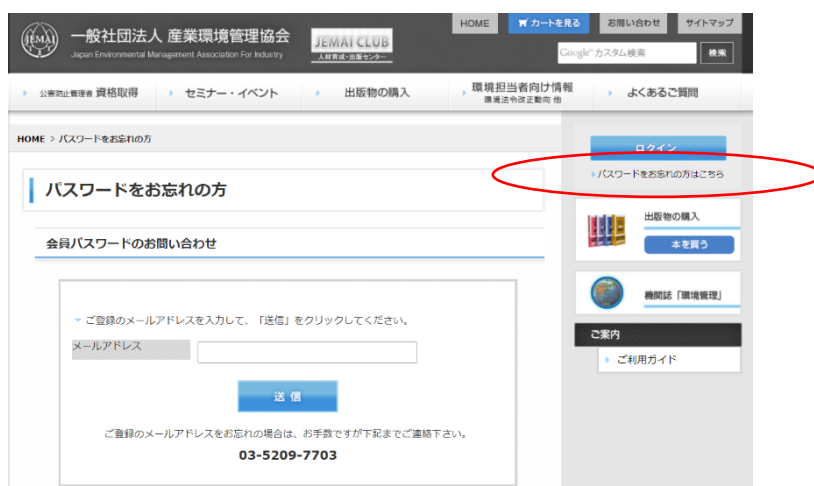 HOME
カートを見る
お問い合わせ
サイトマップ
JEMAI
一般社団法人 産業環境管理協会
Japan Environmental Management Association For Industry
JEMAI CLUB
人材育成・出版センター
Google™ カスタム検索
検索
公害防止管理者 資格取得
セミナー・イベント
出版物の購入
環境担当者向け情報
環境法令改正動向 他
よくあるご質問
HOME > パスワードをお忘れの方
ログイン
パスワードをお忘れの方はこちら
パスワードをお忘れの方
出版物の購入
本を買う
会員パスワードのお問い合わせ
機関誌「環境管理」
ご登録のメールアドレスを入力して、「送信」をクリックしてください。
ご案内
メールアドレス
ご利用ガイド
送 信
ご登録のメールアドレスをお忘れの場合は、お手数ですが下記までご連絡下さい。
03-5209-7703